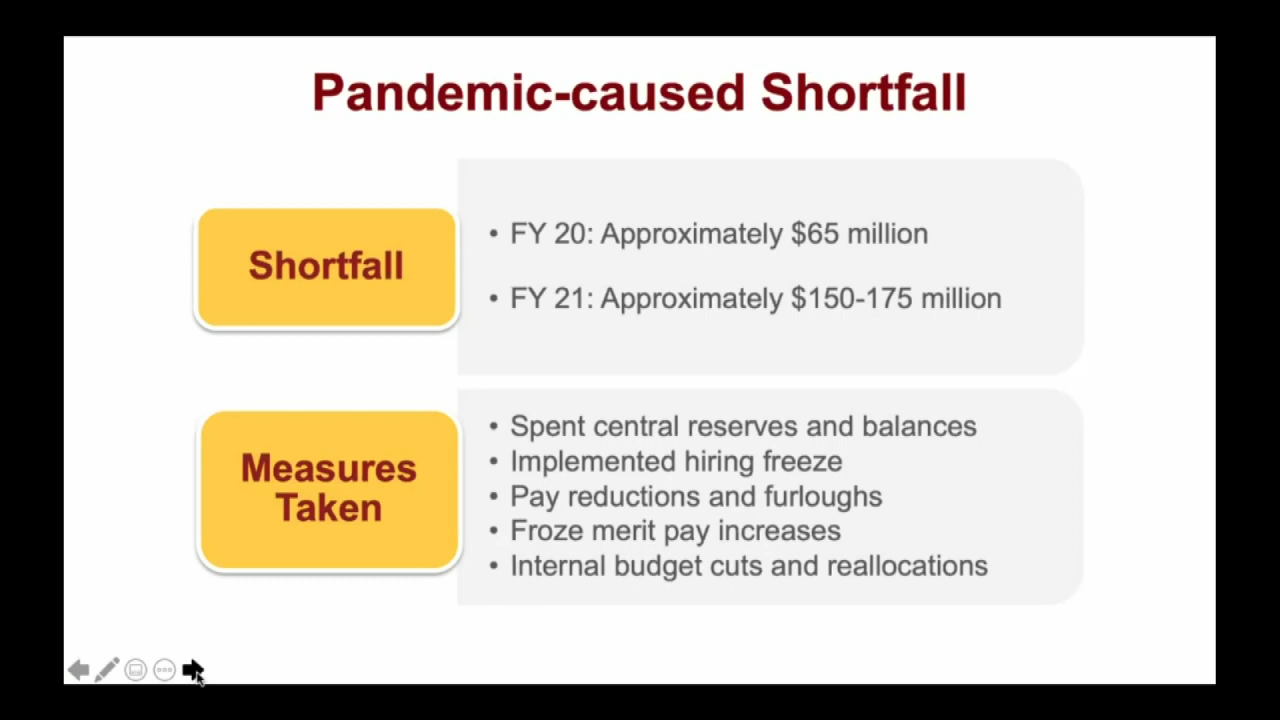 Pandemic-caused Shortfall
Shortfall
• FY 20: Approximately $65 million
• FY 21: Approximately $150-175 million
Measures
Taken
• Spent central reserves and balances
• Implemented hiring freeze
• Pay reductions and furloughs
• Froze merit pay increases
• Internal budget cuts and reallocations